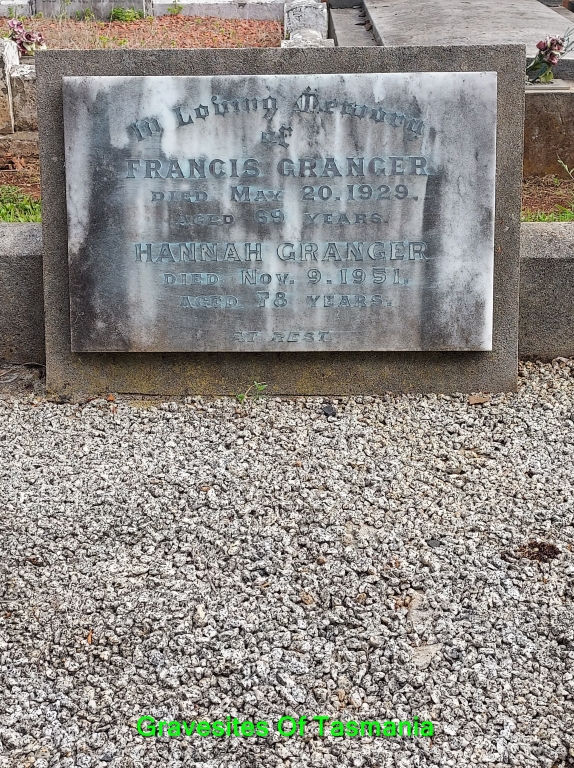 In Loving Memory
of
FRANCIS GRANGER
DIED MAY 20. 1929.
AGED 69 YEARS.
HANNAH GRANGER
DIED NOV. 9. 1951.
AGED 78 YEARS.
AT REST
Gravesites Of Tasmania